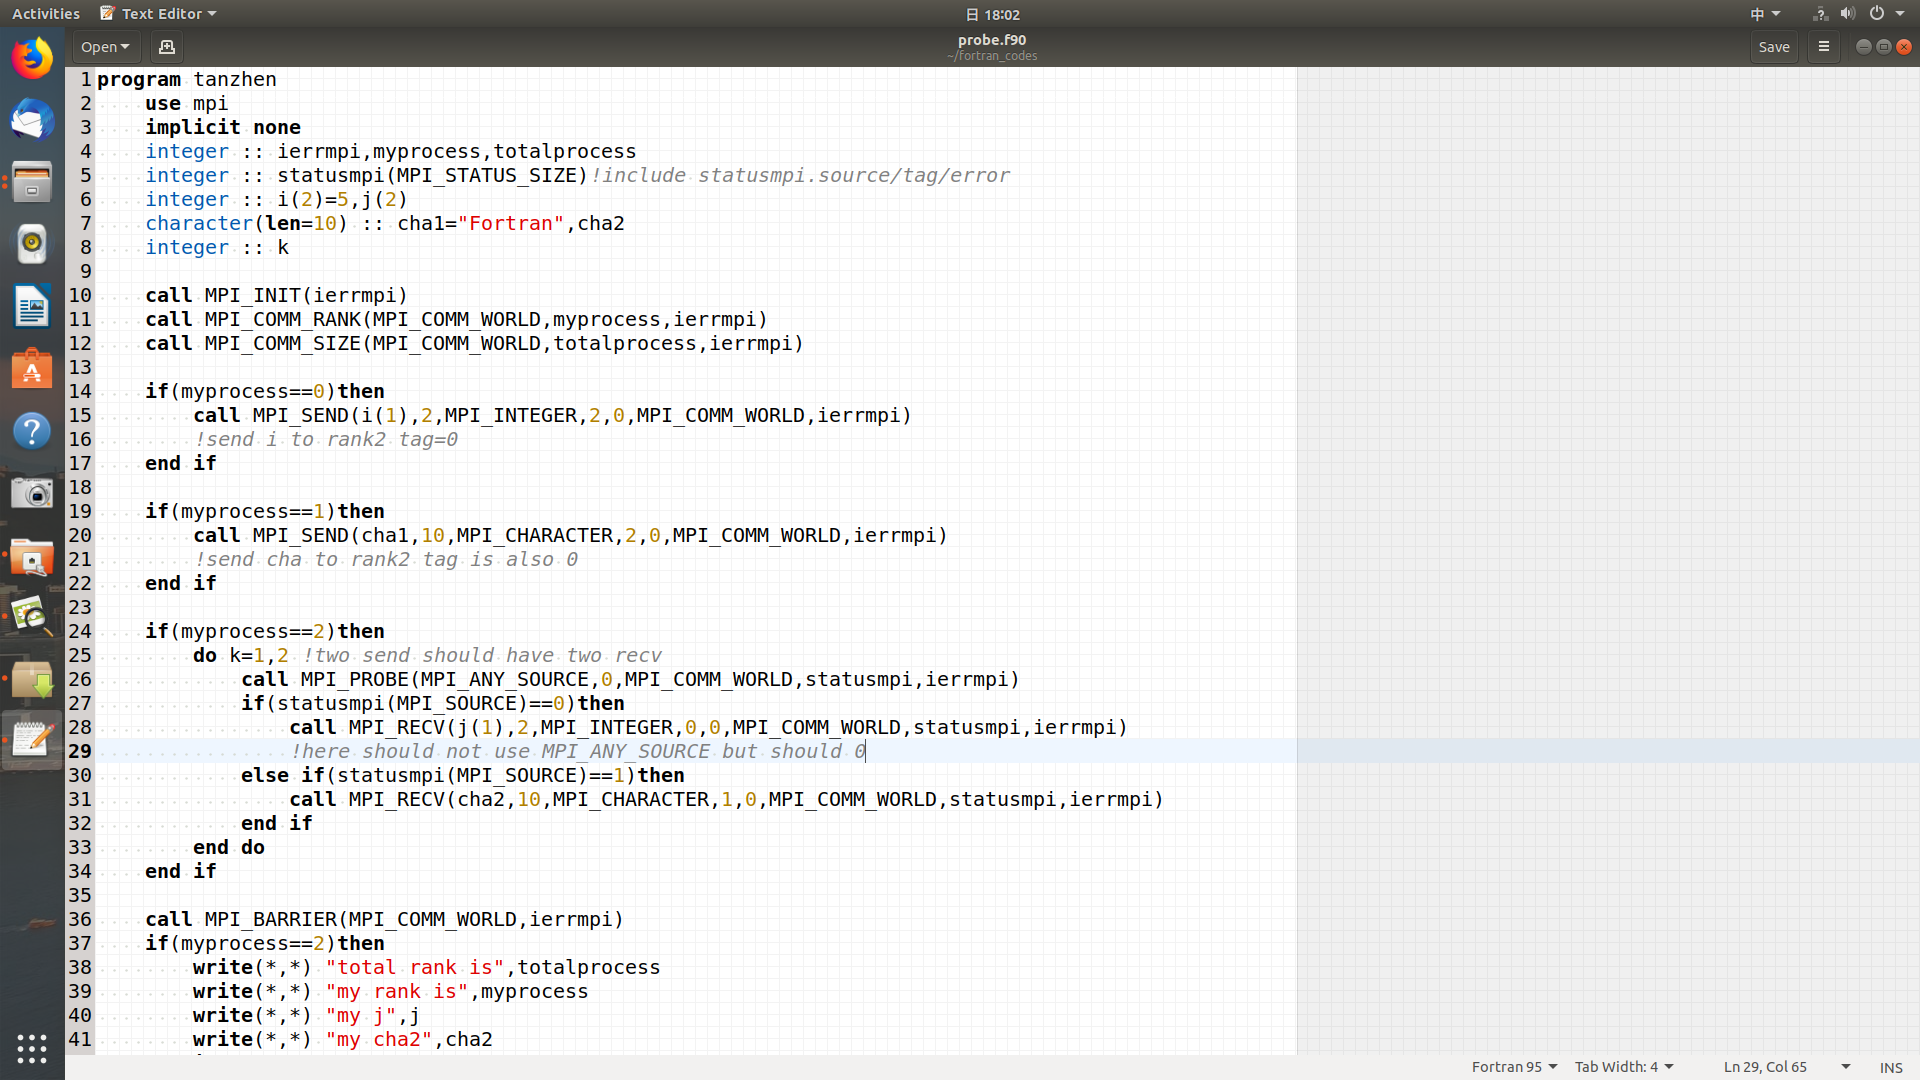 Activities Text Editor 日 18:02 中
Open probe.f90 Save
~/fortran_codes
1 program tanzhen
2 use mpi
3 implicit none
4 integer :: ierrmpi,myprocess,totalprocess
5 integer :: statusmpi(MPI_STATUS_SIZE)!include statusmpi.source/tag/error
6 integer :: i(2)=5,j(2)
7 character(len=10) :: cha1="Fortran",cha2
8 integer :: k
9
10 call MPI_INIT(ierrmpi)
11 call MPI_COMM_RANK(MPI_COMM_WORLD,myprocess,ierrmpi)
12 call MPI_COMM_SIZE(MPI_COMM_WORLD,totalprocess,ierrmpi)
13
14 if(myprocess==0)then
15 call MPI_SEND(i(1),2,MPI_INTEGER,2,0,MPI_COMM_WORLD,ierrmpi)
16 !send i to rank2 tag=0
17 end if
18
19 if(myprocess==1)then
20 call MPI_SEND(cha1,10,MPI_CHARACTER,2,0,MPI_COMM_WORLD,ierrmpi)
21 !send cha to rank2 tag is also 0
22 end if
23
24 if(myprocess==2)then
25 do k=1,2 !two send should have two recv
26 call MPI_PROBE(MPI_ANY_SOURCE,0,MPI_COMM_WORLD,statusmpi,ierrmpi)
27 if(statusmpi(MPI_SOURCE)==0)then
28 call MPI_RECV(j(1),2,MPI_INTEGER,0,0,MPI_COMM_WORLD,statusmpi,ierrmpi)
29 !here should not use MPI_ANY_SOURCE but should 0
30 else if(statusmpi(MPI_SOURCE)==1)then
31 call MPI_RECV(cha2,10,MPI_CHARACTER,1,0,MPI_COMM_WORLD,statusmpi,ierrmpi)
32 end if
33 end do
34 end if
35
36 call MPI_BARRIER(MPI_COMM_WORLD,ierrmpi)
37 if(myprocess==2)then
38 write(*,*) "total rank is",totalprocess
39 write(*,*) "my rank is",myprocess
40 write(*,*) "my j",j
41 write(*,*) "my cha2",cha2
Fortran 95 Tab Width: 4 Ln 29, Col 65 INS